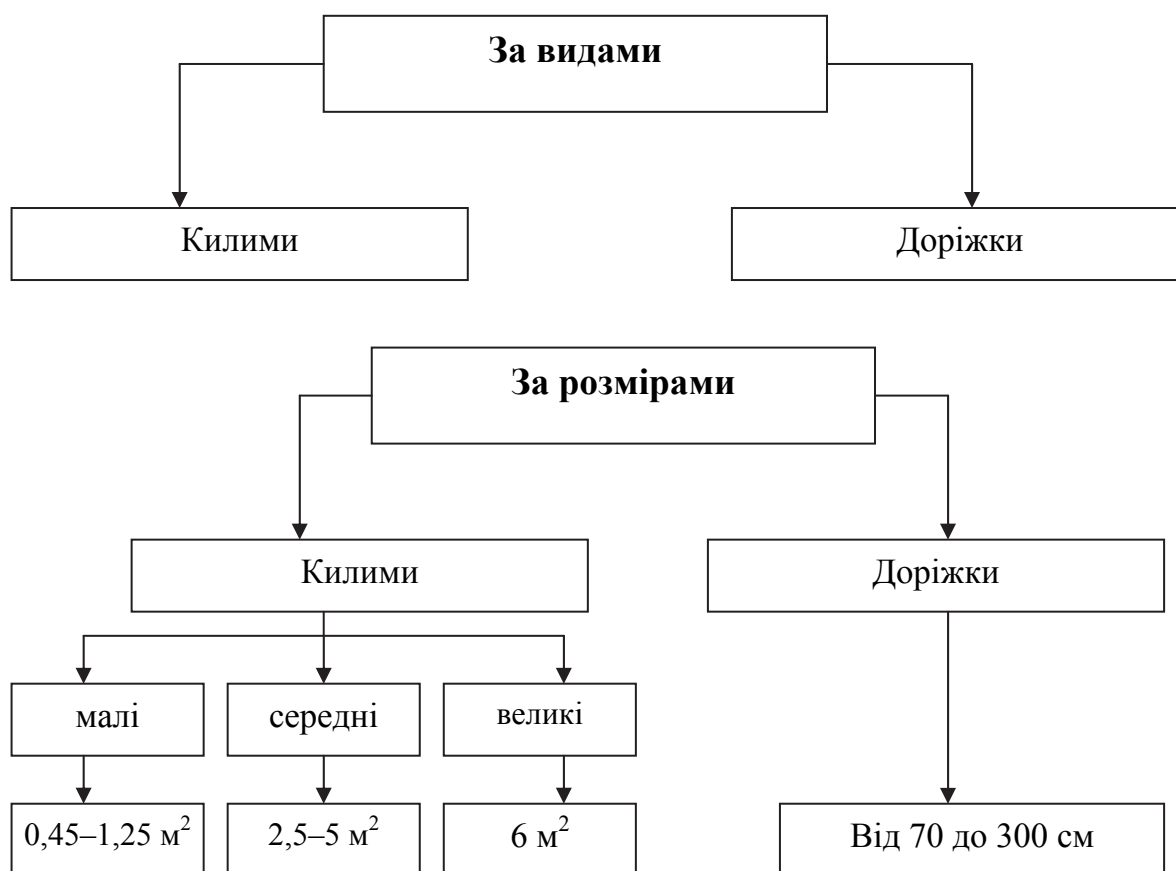 За видами
Килими
Доріжки
За розмірами
Килими
Доріжки
малі
середні
великі
0,45–1,25 м²
2,5–5 м²
6 м²
Від 70 до 300 см